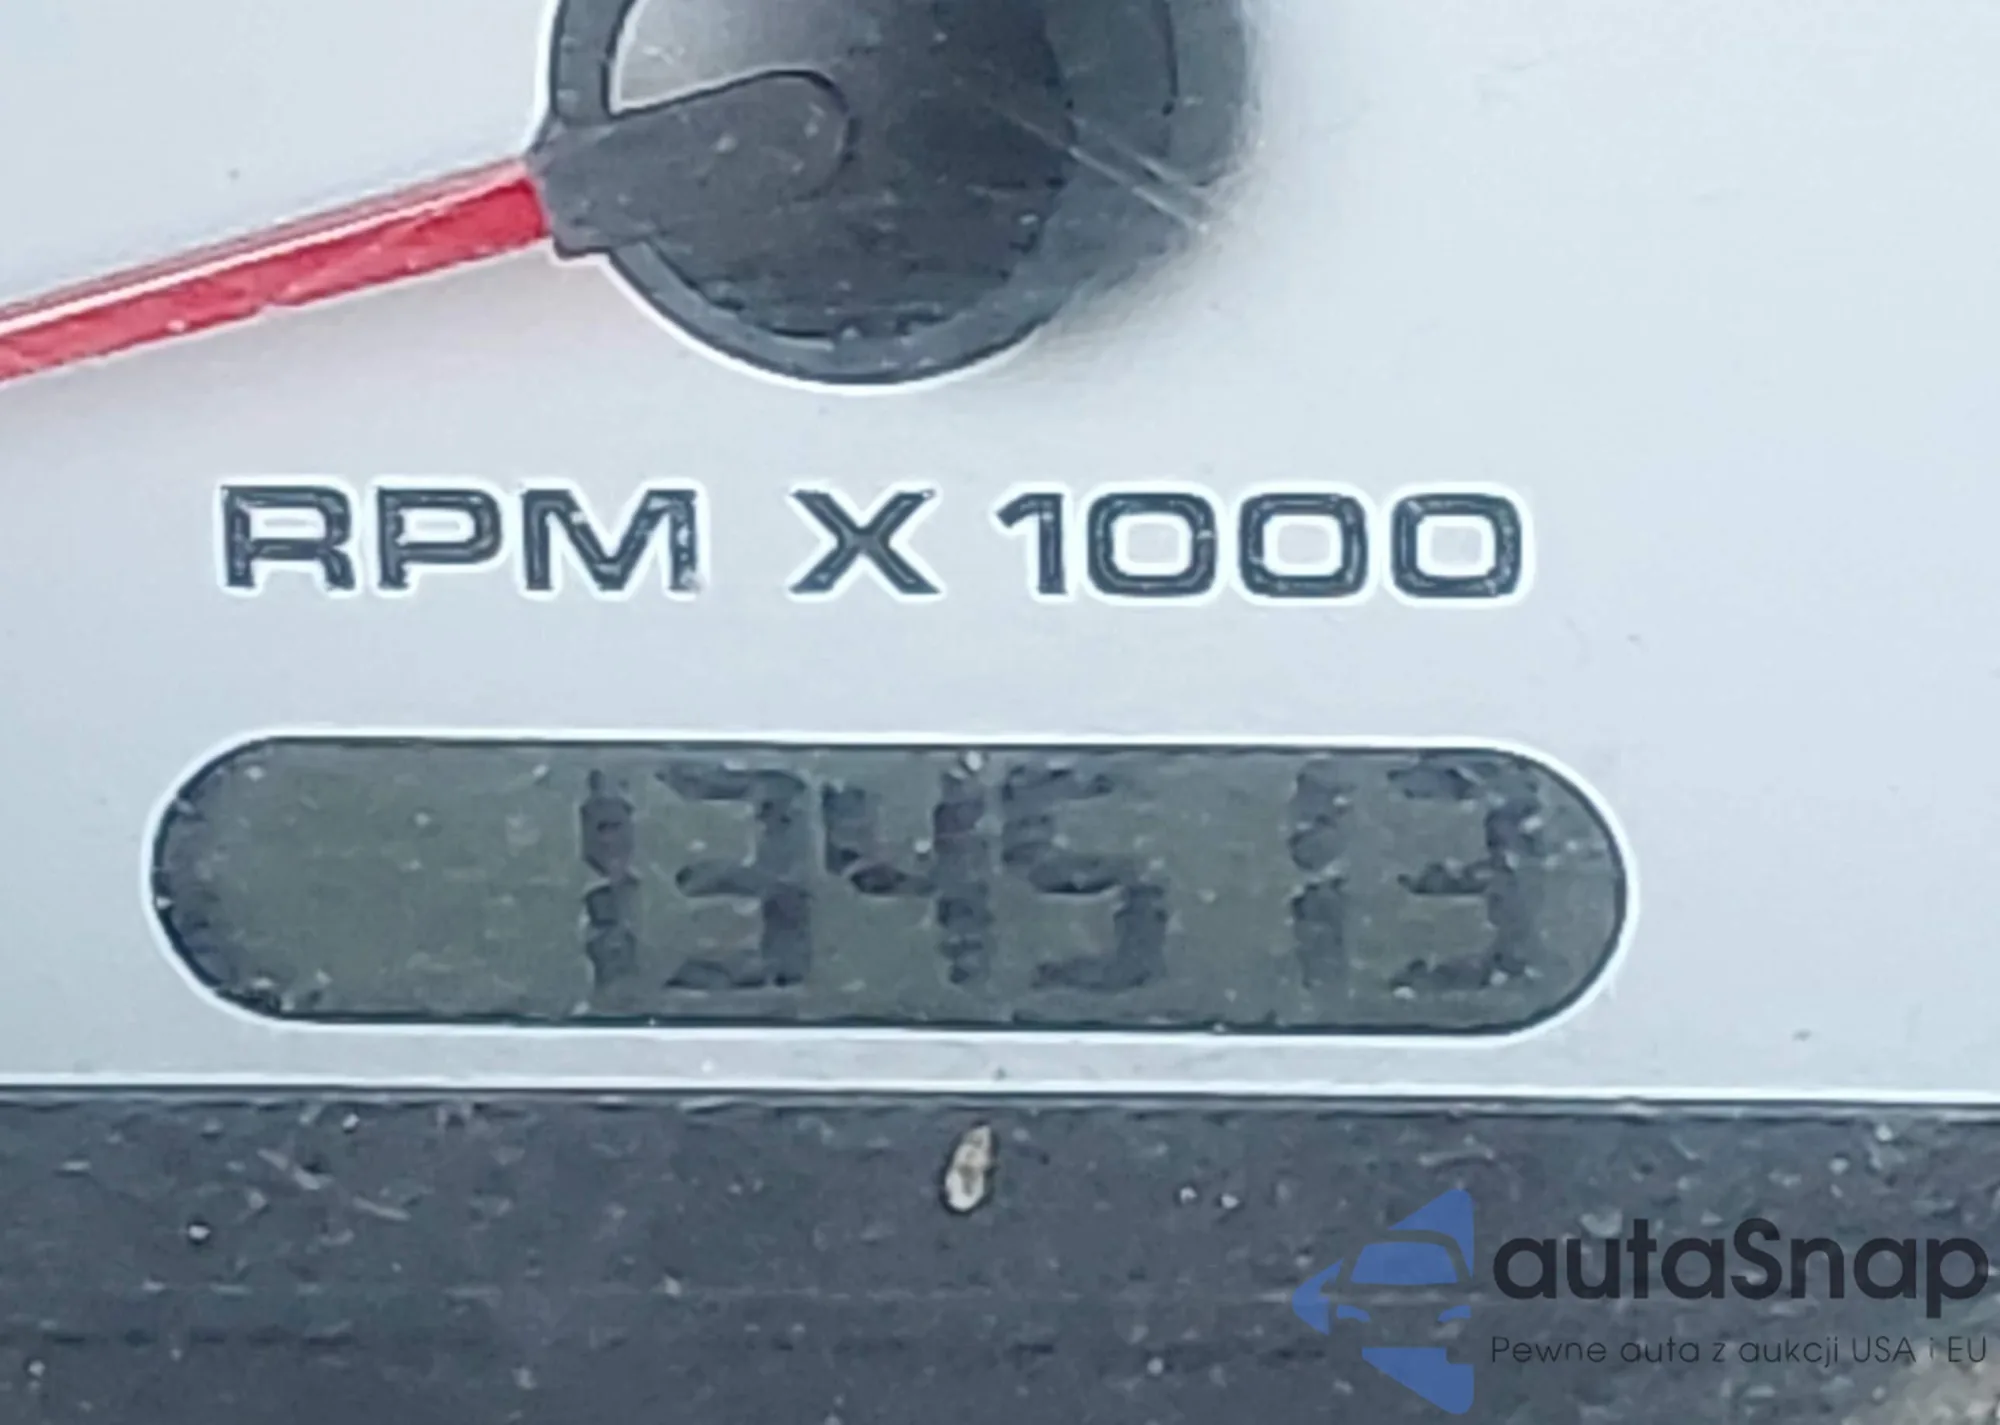 RPM X 1000
134513
autaSnap
Pewne auta z aukcji USA i EU